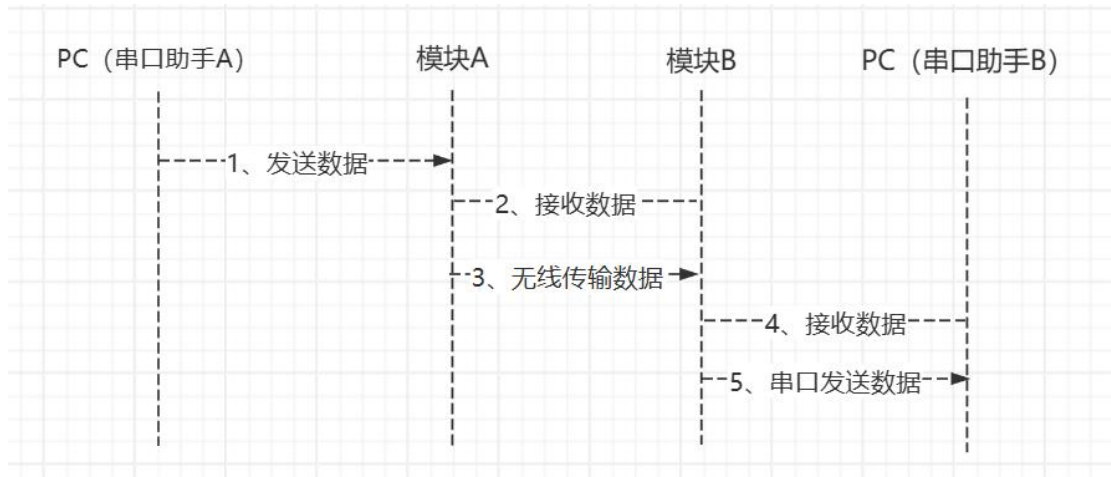 PC（串口助手A）
模块A
模块B
PC（串口助手B）
1、发送数据
2、接收数据
3、无线传输数据
4、接收数据
5、串口发送数据